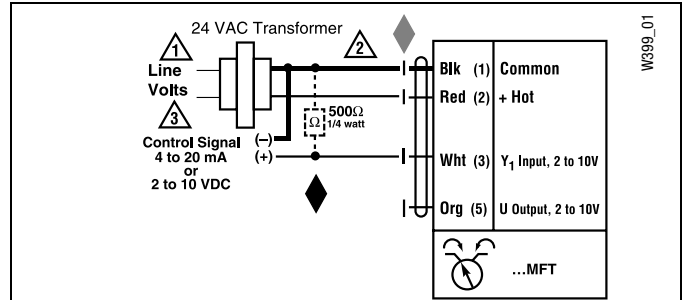 24 VAC Transformer
1
2
Line
Volts
3
Control Signal
4 to 20 mA
or
2 to 10 VDC
(–)
(+)
Ω
500Ω
1/4 watt
Blk (1) Common
Red (2) + Hot
Wht (3) Y1 Input, 2 to 10V
Org (5) U Output, 2 to 10V
...MFT
W399_01